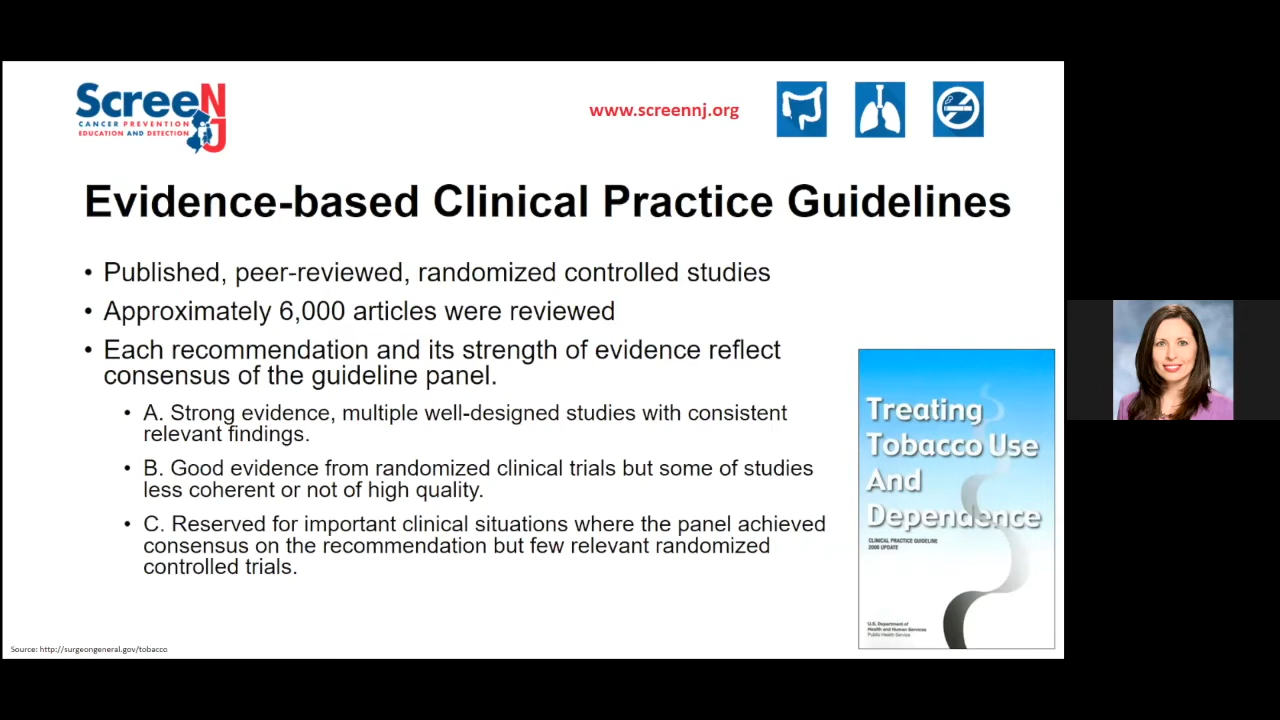 ScreeNJ
CANCER PREVENTION
EDUCATION AND DETECTION
www.screennj.org
Evidence-based Clinical Practice Guidelines
• Published, peer-reviewed, randomized controlled studies
• Approximately 6,000 articles were reviewed
• Each recommendation and its strength of evidence reflect
consensus of the guideline panel.
• A. Strong evidence, multiple well-designed studies with consistent
relevant findings.
• B. Good evidence from randomized clinical trials but some of studies
less coherent or not of high quality.
• C. Reserved for important clinical situations where the panel achieved
consensus on the recommendation but few relevant randomized
controlled trials.
Treating
Tobacco Use
And
Dependence
CLINICAL PRACTICE GUIDELINE
2008 UPDATE
U.S. Department of
Health and Human Services
Public Health Service
Source: http://surgeongeneral.gov/tobacco